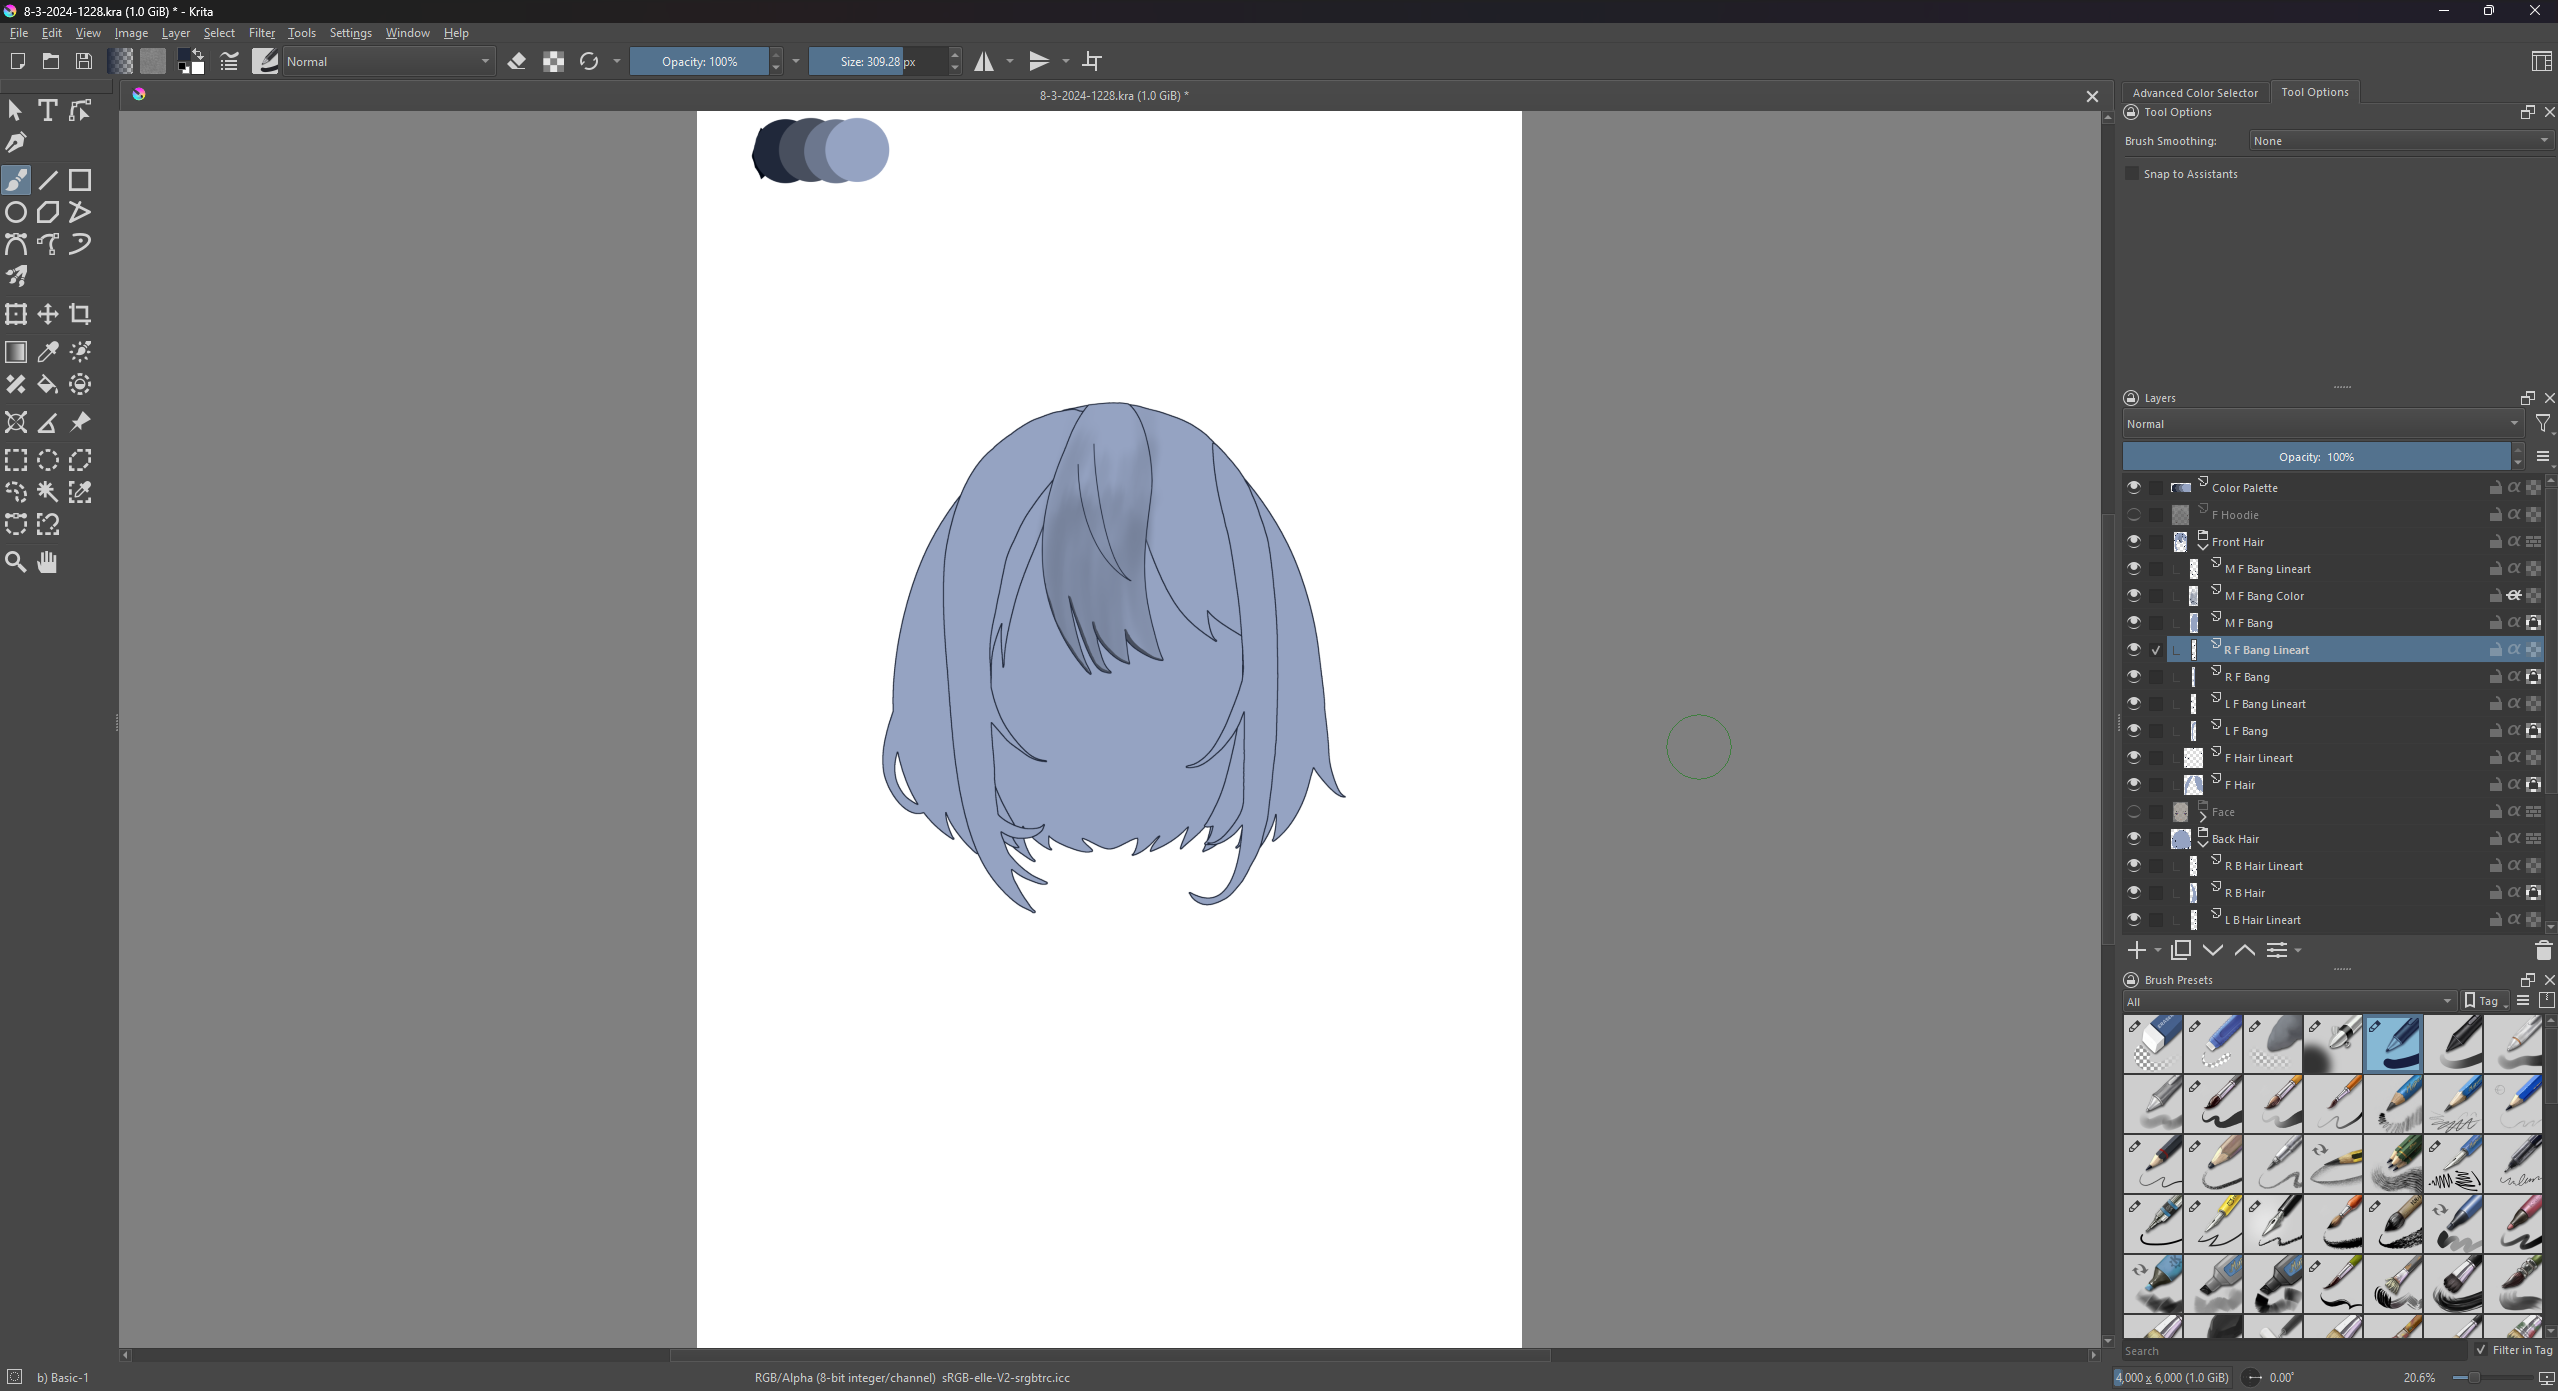 8-3-2024-1228.kra (1.0 GiB) * - Krita
File Edit View Image Layer Select Filter Tools Settings Window Help
Normal
Opacity: 100%
Size: 309.28 px
8-3-2024-1228.kra (1.0 GiB) *
Advanced Color Selector
Tool Options
Tool Options
Brush Smoothing:
None
Snap to Assistants
Layers
Normal
Opacity: 100%
Color Palette
F Hoodie
Front Hair
M F Bang Lineart
M F Bang Color
M F Bang
R F Bang Lineart
R F Bang
L F Bang Lineart
L F Bang
F Hair Lineart
F Hair
Face
Back Hair
R B Hair Lineart
R B Hair
L B Hair Lineart
Brush Presets
All
Tag
Search
Filter in Tag
b) Basic-1
RGB/Alpha (8-bit integer/channel) sRGB-elle-V2-srgbtrc.icc
4,000 x 6,000 (1.0 GiB)
0.00°
20.6%